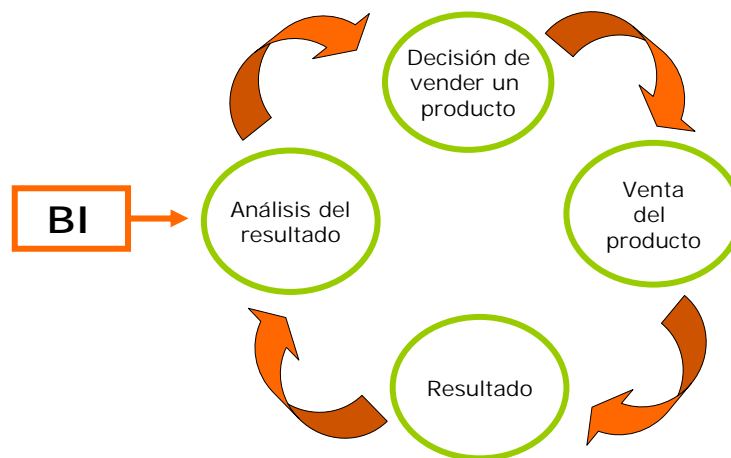 Decisión de
vender un
producto
Venta
del
producto
Resultado
Análisis del
resultado
BI